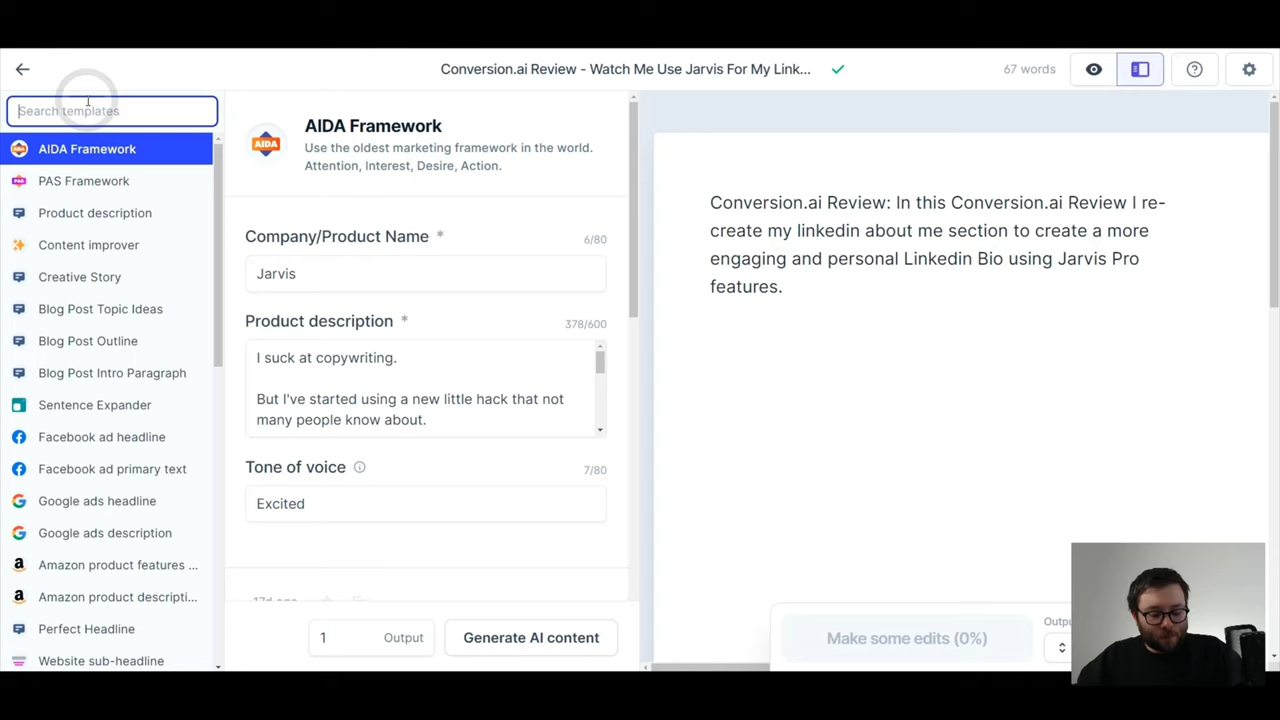 Conversion.ai Review - Watch Me Use Jarvis For My Link...
67 words
Search templates
AIDA Framework
PAS Framework
Product description
Content improver
Creative Story
Blog Post Topic Ideas
Blog Post Outline
Blog Post Intro Paragraph
Sentence Expander
Facebook ad headline
Facebook ad primary text
Google ads headline
Google ads description
Amazon product features ...
Amazon product descripti...
Perfect Headline
Website sub-headline
AIDA
AIDA Framework
Use the oldest marketing framework in the world.
Attention, Interest, Desire, Action.
Company/Product Name *
6/80
Jarvis
Product description *
378/600
I suck at copywriting.
But I've started using a new little hack that not
many people know about.
Tone of voice
7/80
Excited
17d ago
1 Output
Generate AI content
Conversion.ai Review: In this Conversion.ai Review I re-
create my linkedin about me section to create a more
engaging and personal Linkedin Bio using Jarvis Pro
features.
Make some edits (0%)